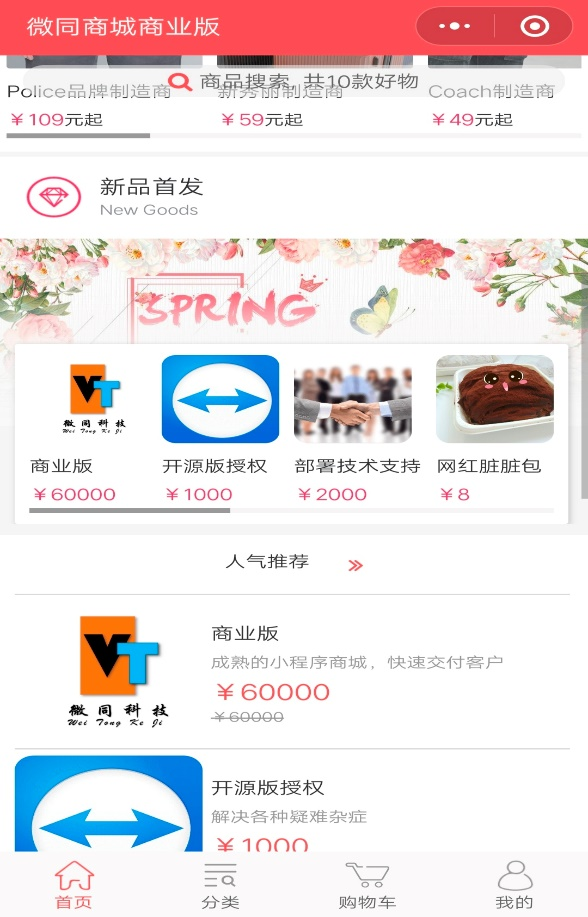 微同商城商业版
商品搜索, 共10款好物
Police品牌制造商
新秀丽制造商
Coach制造商
￥109元起
￥59元起
￥49元起
新品首发
New Goods
SPRING
VT
微同科技
Wei Tong Ke Ji
商业版
开源版授权
部署技术支持
网红脏脏包
￥60000
￥1000
￥2000
￥8
人气推荐
VT
微同科技
Wei Tong Ke Ji
商业版
成熟的小程序商城，快速交付客户
￥60000
￥60000
开源版授权
解决各种疑难杂症
￥1000
首页
分类
购物车
我的